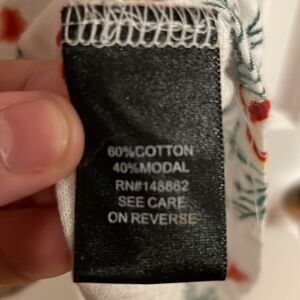 60%COTTON
40%MODAL
RN#148862
SEE CARE
ON REVERSE